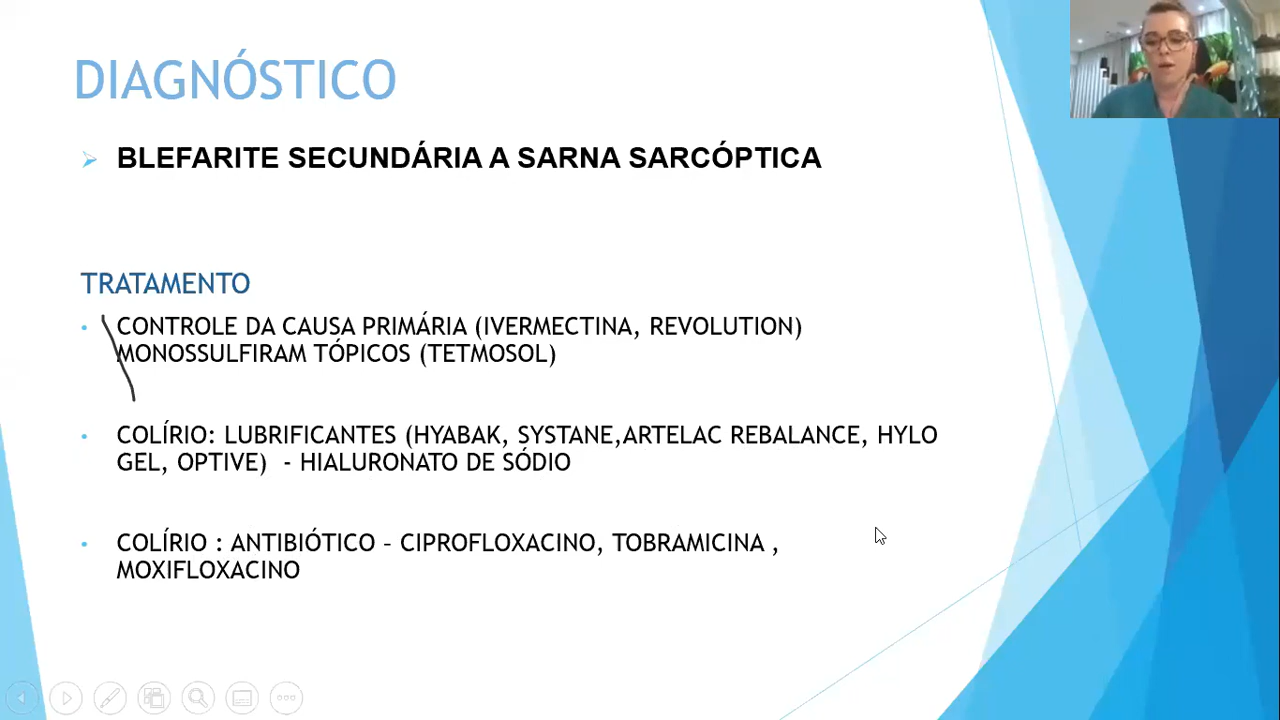 DIAGNÓSTICO
BLEFARITE SECUNDÁRIA A SARNA SARCÓPTICA
TRATAMENTO
CONTROLE DA CAUSA PRIMÁRIA (IVERMECTINA, REVOLUTION)
MONOSSULFIRAM TÓPICOS (TETMOSOL)
COLÍRIO: LUBRIFICANTES (HYABAK, SYSTANE,ARTELAC REBALANCE, HYLO
GEL, OPTIVE)  - HIALURONATO DE SÓDIO
COLÍRIO : ANTIBIÓTICO – CIPROFLOXACINO, TOBRAMICINA ,
MOXIFLOXACINO